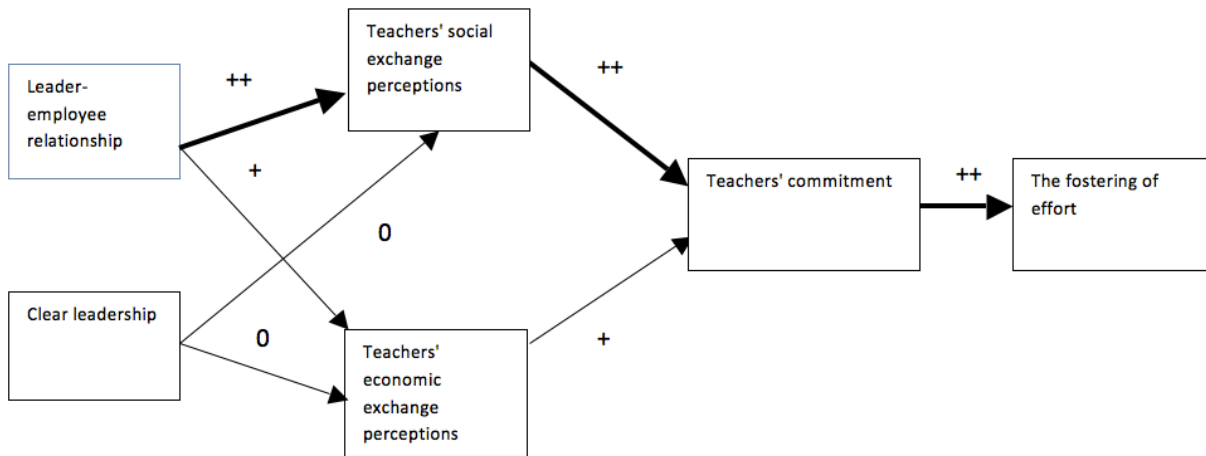 Teachers' social
exchange
perceptions
++
++
Leader-
employee
relationship
+
Teachers' commitment
++
The fostering of
effort
0
Clear leadership
0
+
Teachers'
economic
exchange
perceptions